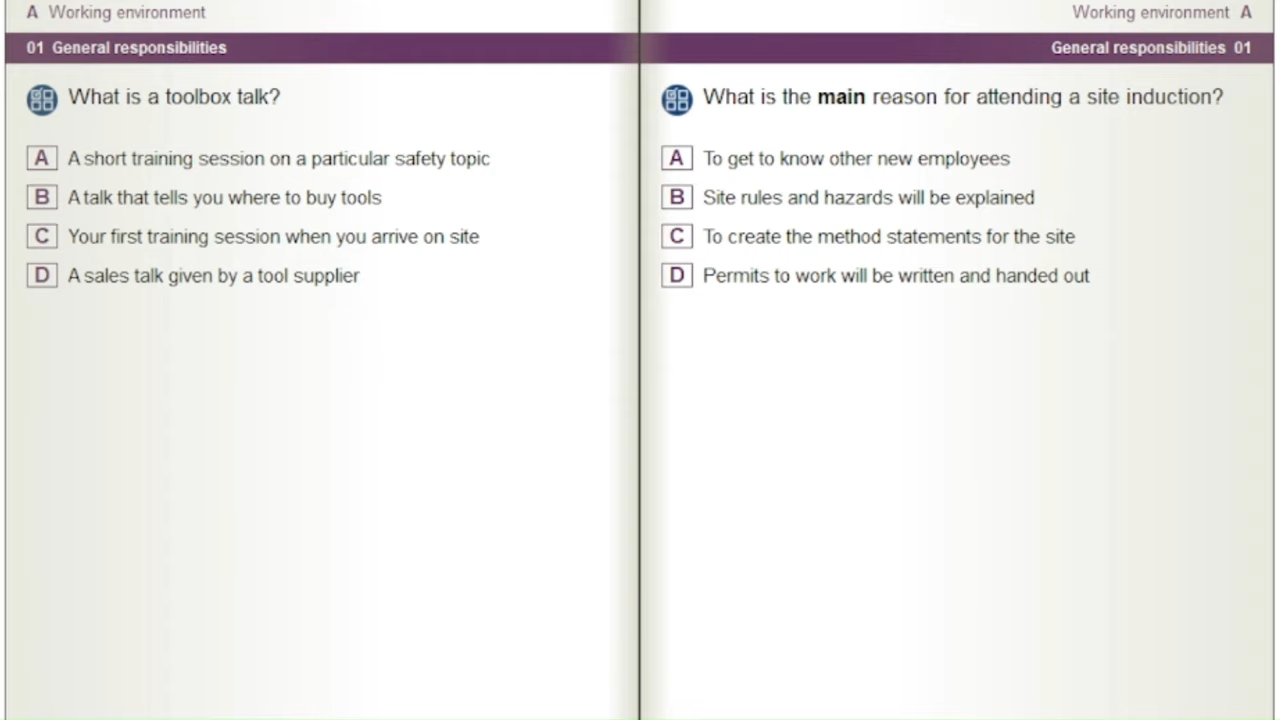 A Working environment
01 General responsibilities
What is a toolbox talk?
A A short training session on a particular safety topic
B A talk that tells you where to buy tools
C Your first training session when you arrive on site
D A sales talk given by a tool supplier
Working environment A
General responsibilities 01
What is the main reason for attending a site induction?
A To get to know other new employees
B Site rules and hazards will be explained
C To create the method statements for the site
D Permits to work will be written and handed out